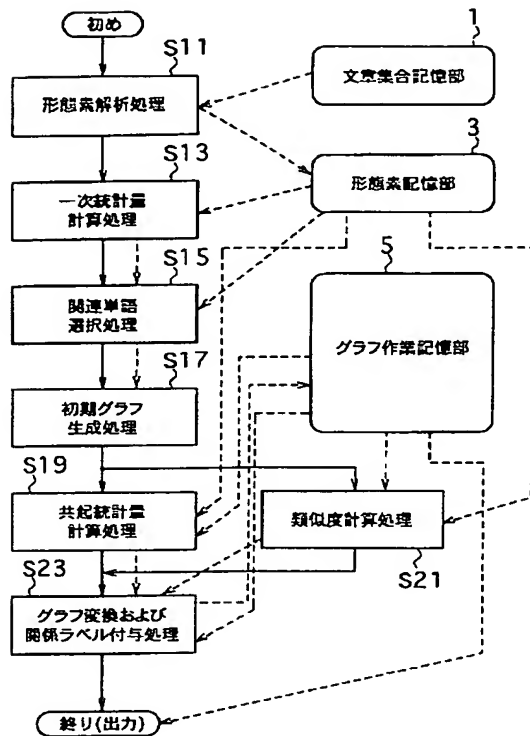 初め
S11
1
形態素解析処理
文章集合記憶部
S13
3
一次統計量
計算処理
形態素記憶部
S15
5
関連単語
選択処理
グラフ作業記憶部
S17
初期グラフ
生成処理
S19
共起統計量
計算処理
類似度計算処理
S21
S23
グラフ変換および
関係ラベル付与処理
終り(出力)